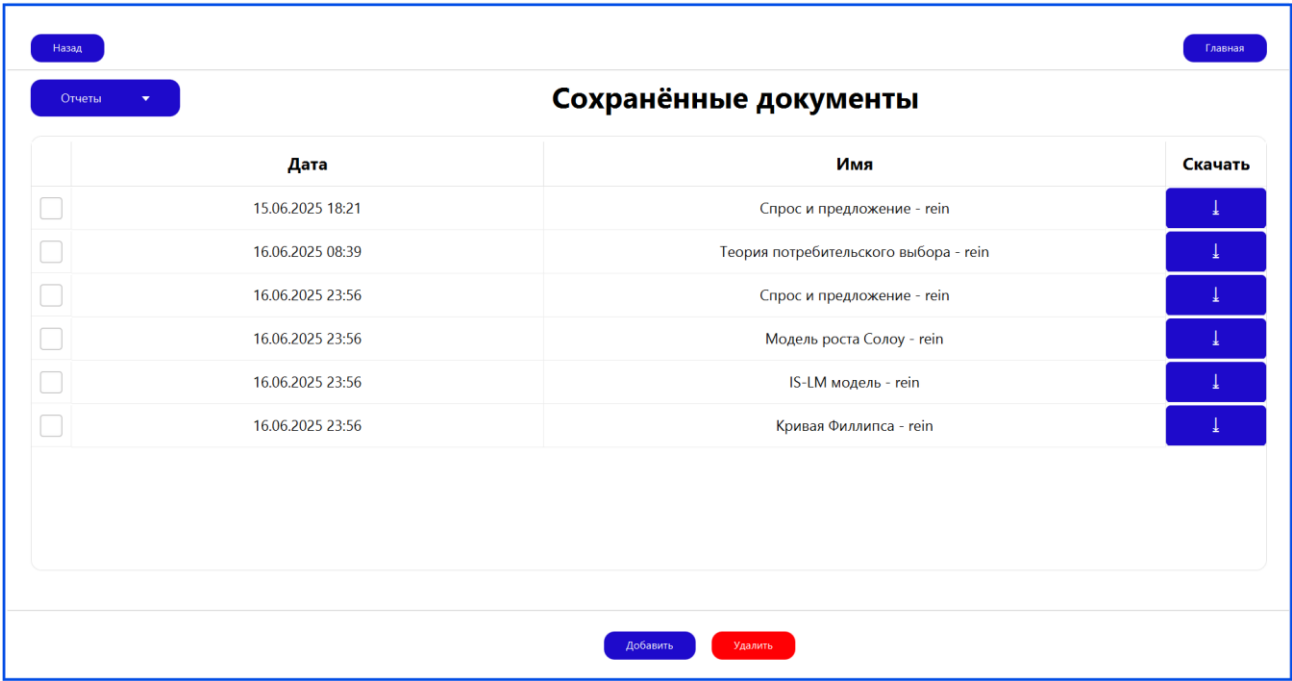 Назад Главная
Отчеты Сохранённые документы
Дата Имя Скачать
15.06.2025 18:21 Спрос и предложение - rein
16.06.2025 08:39 Теория потребительского выбора - rein
16.06.2025 23:56 Спрос и предложение - rein
16.06.2025 23:56 Модель роста Солоу - rein
16.06.2025 23:56 IS-LM модель - rein
16.06.2025 23:56 Кривая Филлипса - rein
Добавить Удалить